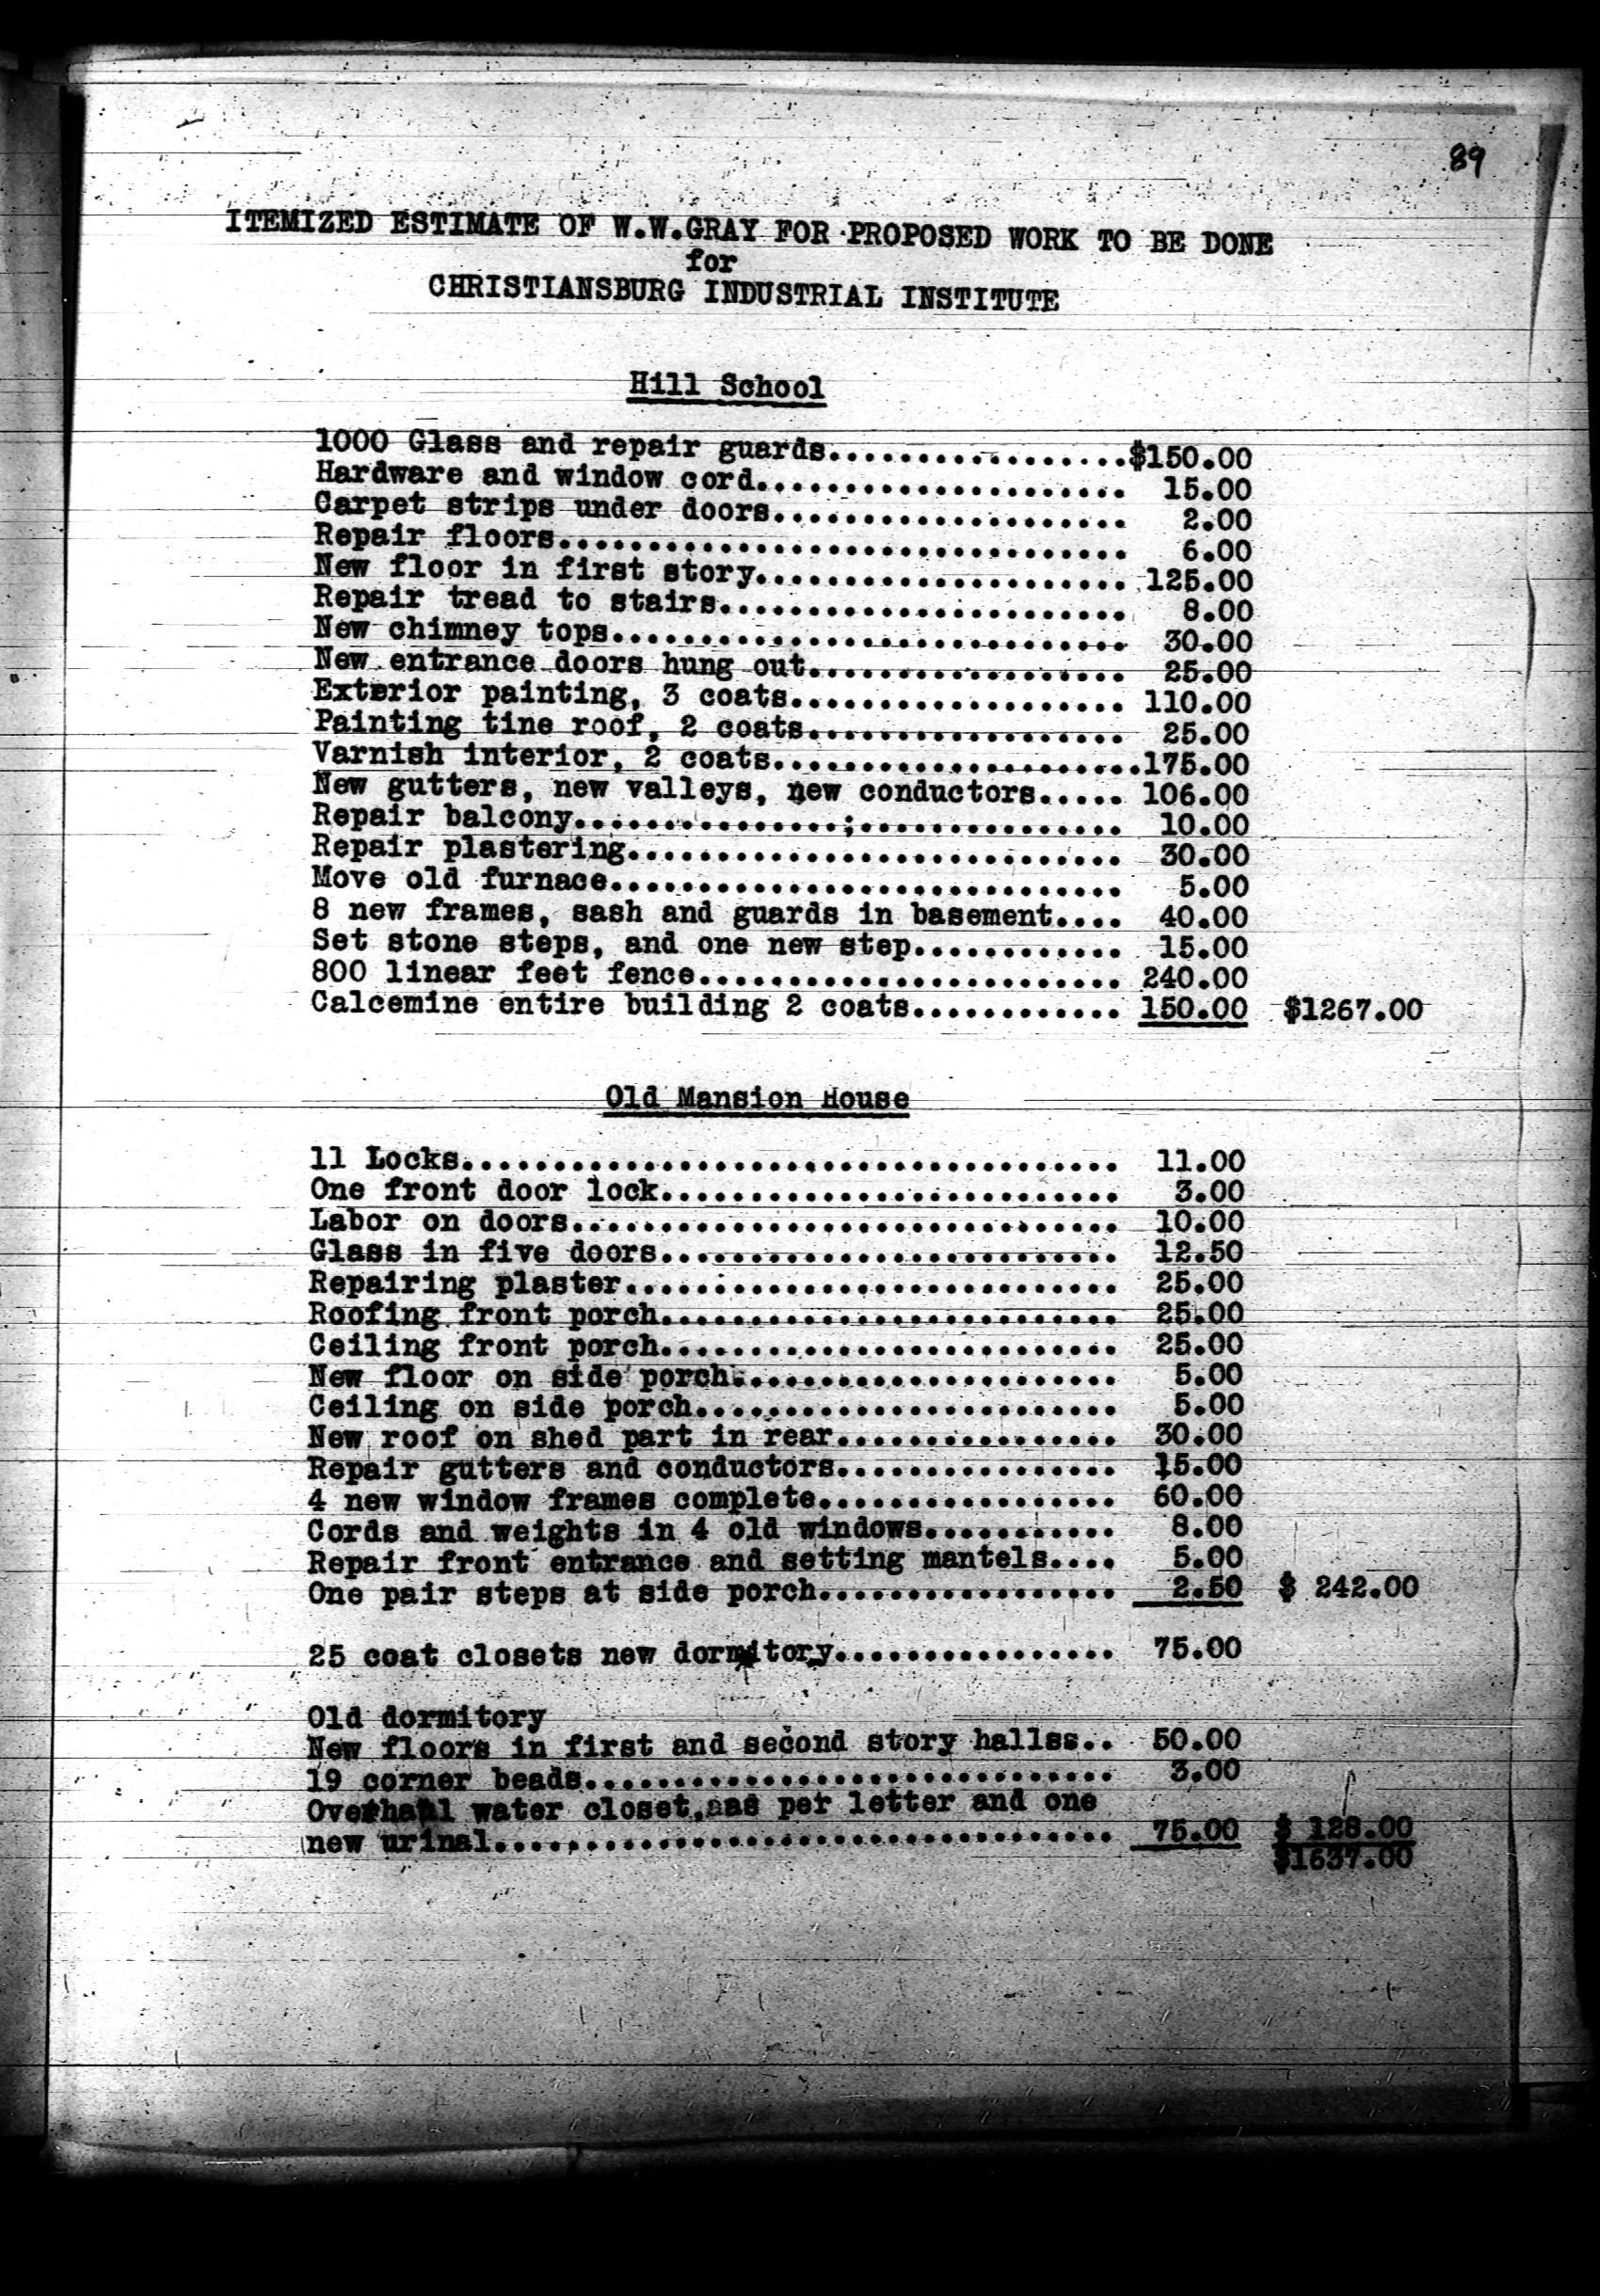 89
ITEMIZED ESTIMATE OF W.W.GRAY FOR PROPOSED WORK TO BE DONE
for
CHRISTIANSBURG INDUSTRIAL INSTITUTE
Hill School
1000 Glass and repair guards.................$150.00
Hardware and window cord..................... 15.00
Carpet strips under doors.................... 2.00
Repair floors................................ 6.00
New floor in first story..................... 125.00
Repair tread to stairs....................... 8.00
New chimney tops............................. 30.00
New entrance doors hung out.................. 25.00
Exterior painting, 3 coats................... 110.00
Painting tine roof, 2 coats.................. 25.00
Varnish interior, 2 coats.....................175.00
New gutters, new valleys, new conductors..... 106.00
Repair balcony............................... 10.00
Repair plastering............................ 30.00
Move old furnace............................. 5.00
8 new frames, sash and guards in basement.... 40.00
Set stone steps, and one new step............ 15.00
800 linear feet fence........................ 240.00
Calcemine entire building 2 coats............ 150.00 $1267.00
Old Mansion House
11 Locks..................................... 11.00
One front door lock.......................... 3.00
Labor on doors............................... 10.00
Glass in five doors.......................... 12.50
Repairing plaster............................ 25.00
Roofing front porch.......................... 25.00
Ceiling front porch.......................... 25.00
New floor on side porch...................... 5.00
Ceiling on side porch........................ 5.00
New roof on shed part in rear................ 30.00
Repair gutters and conductors................ 15.00
4 new window frames complete................. 60.00
Cords and weights in 4 old windows........... 8.00
Repair front entrance and setting mantels.... 5.00
One pair steps at side porch................. 2.50 $ 242.00
25 coat closets new dormitory................ 75.00
Old dormitory
New floors in first and second story hallss.. 50.00
19 corner beads.............................. 3.00
Overhaul water closet,aas per letter and one
new urinal................................... 75.00 $ 128.00
$1637.00